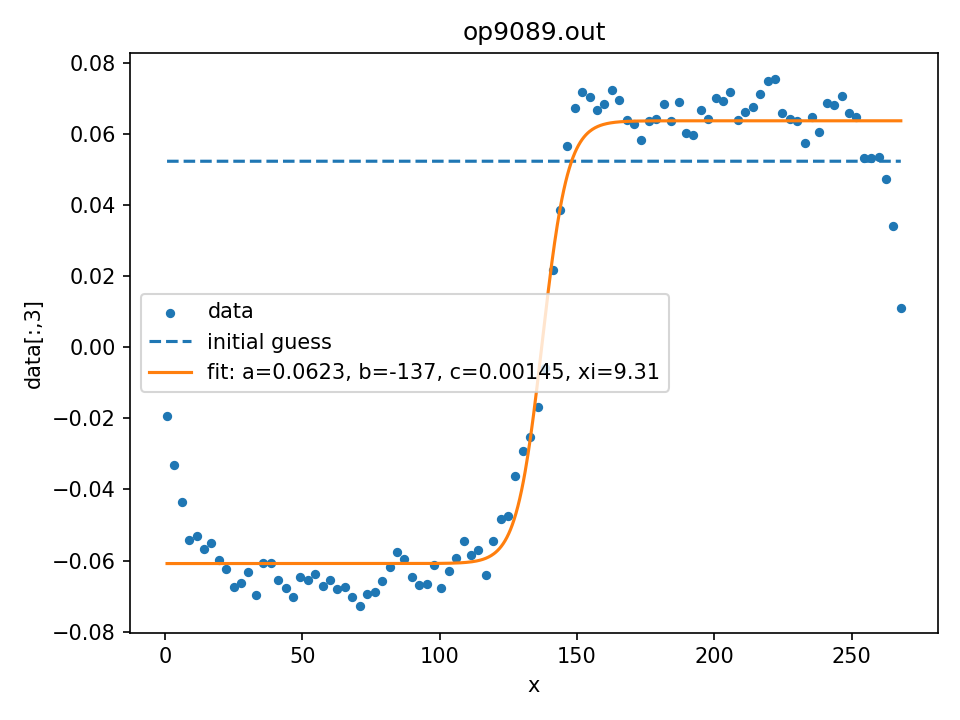 op9089.out
0.08
0.06
0.04
0.02
0.00
−0.02
−0.04
−0.06
−0.08
data[:,3]
data
initial guess
fit: a=0.0623, b=-137, c=0.00145, xi=9.31
0 50 100 150 200 250
x